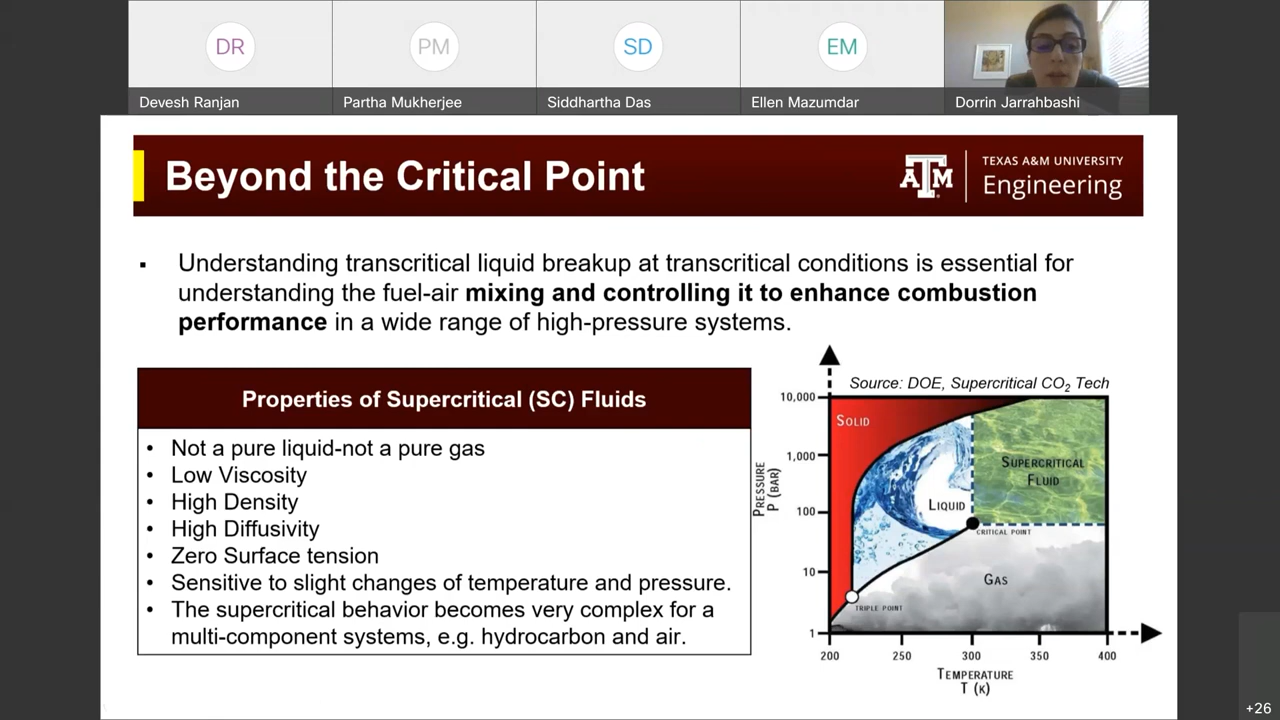 DR
PM
SD
EM
Devesh Ranjan
Partha Mukherjee
Siddhartha Das
Ellen Mazumdar
Dorrin Jarrahbashi
Beyond the Critical Point
ATM
TEXAS A&M UNIVERSITY
Engineering
▪ Understanding transcritical liquid breakup at transcritical conditions is essential for
understanding the fuel-air mixing and controlling it to enhance combustion
performance in a wide range of high-pressure systems.
Properties of Supercritical (SC) Fluids
• Not a pure liquid-not a pure gas
• Low Viscosity
• High Density
• High Diffusivity
• Zero Surface tension
• Sensitive to slight changes of temperature and pressure.
• The supercritical behavior becomes very complex for a
multi-component systems, e.g. hydrocarbon and air.
Source: DOE, Supercritical CO₂ Tech
10,000
1,000
100
10
1
PRESSURE
P (BAR)
SOLID
LIQUID
SUPERCRITICAL
FLUID
CRITICAL POINT
GAS
TRIPLE POINT
200
250
300
350
400
TEMPERATURE
T (K)
+26